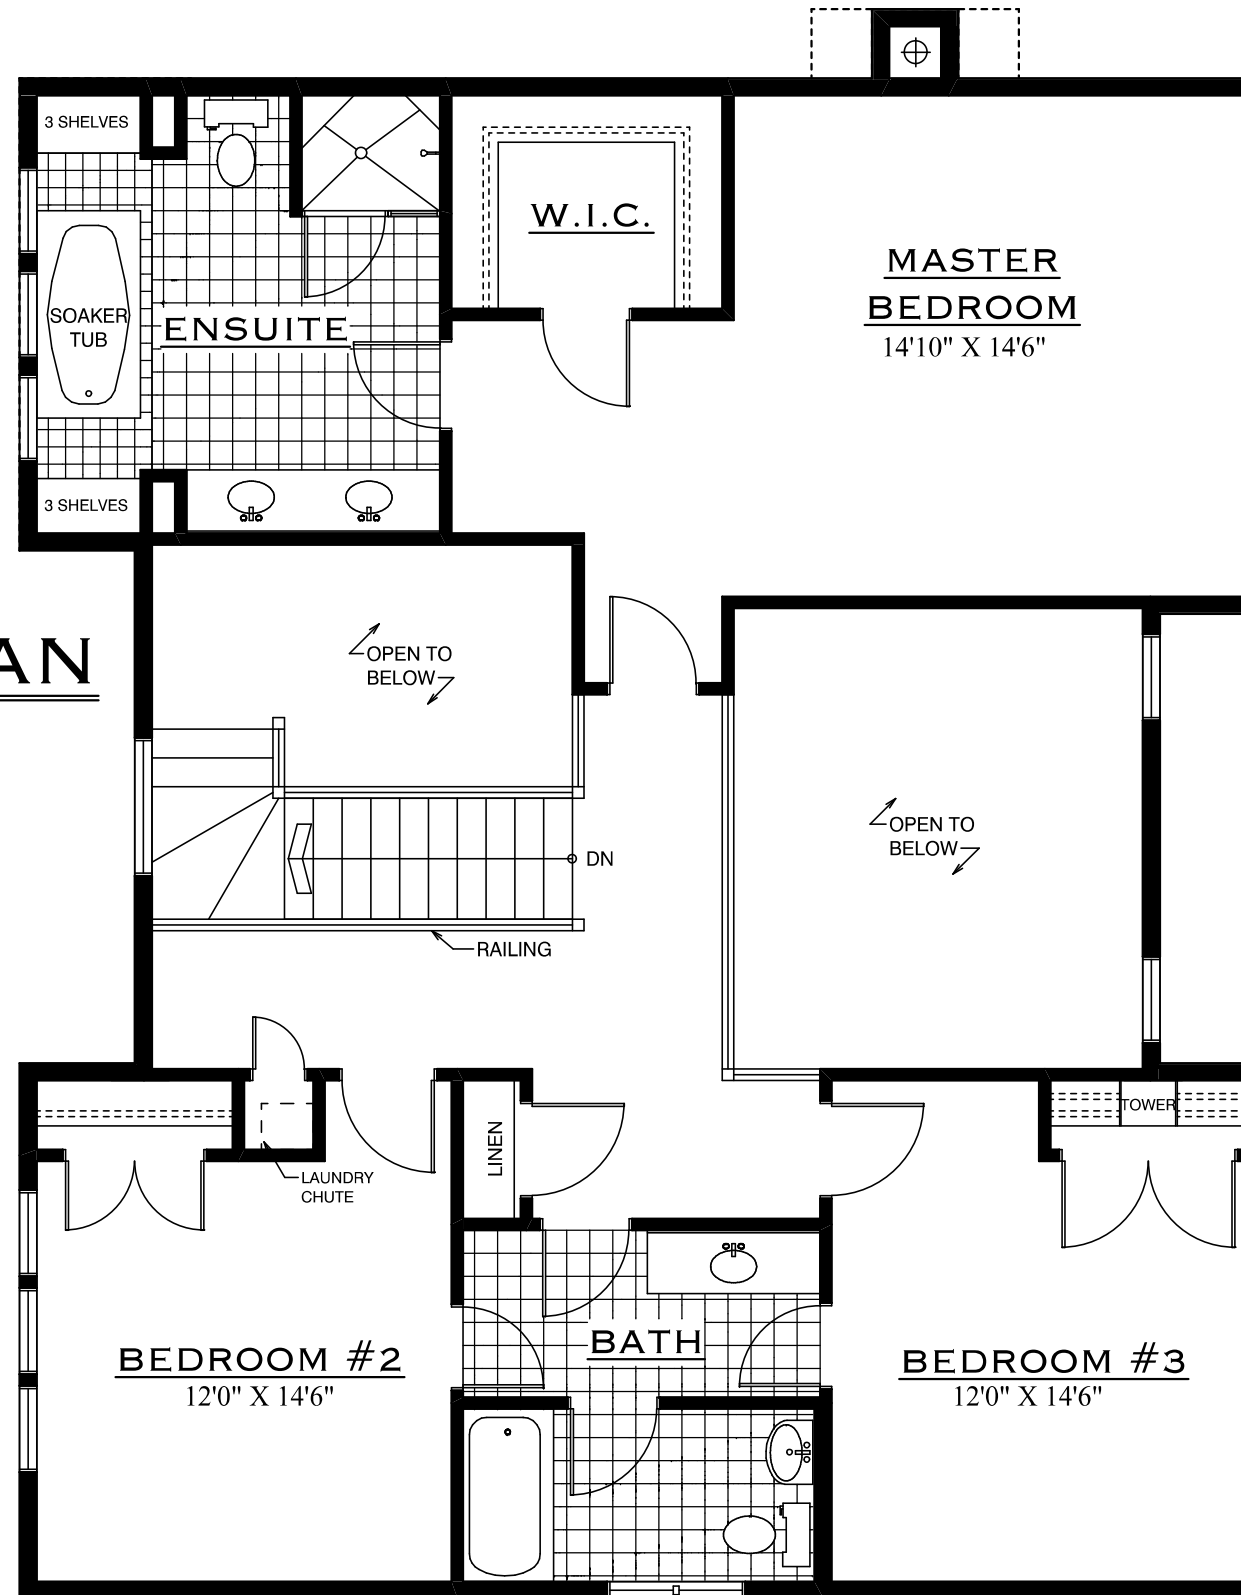 3 SHELVES
W.I.C.
MASTER
BEDROOM
14'10" X 14'6"
SOAKER
TUB
ENSUITE
3 SHELVES
OPEN TO
BELOW
AN
OPEN TO
BELOW
DN
RAILING
TOWER
LINEN
LAUNDRY
CHUTE
BATH
BEDROOM #2
12'0" X 14'6"
BEDROOM #3
12'0" X 14'6"